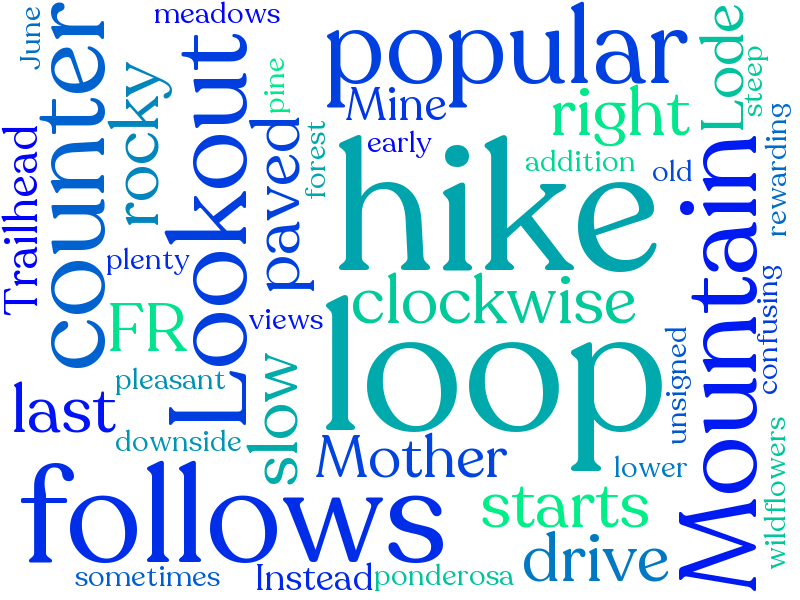 June
meadows
counter
rocky
Lookout
pine
popular
Mine
Lode
steep
right
early
addition
old
rewarding
Trailhead
paved
forest
hike
Mountain
plenty
FR
views
clockwise
loop
confusing
unsigned
pleasant
last
slow
downside
Mother
lower
wildflowers
follows
starts
drive
sometimes
Instead
ponderosa